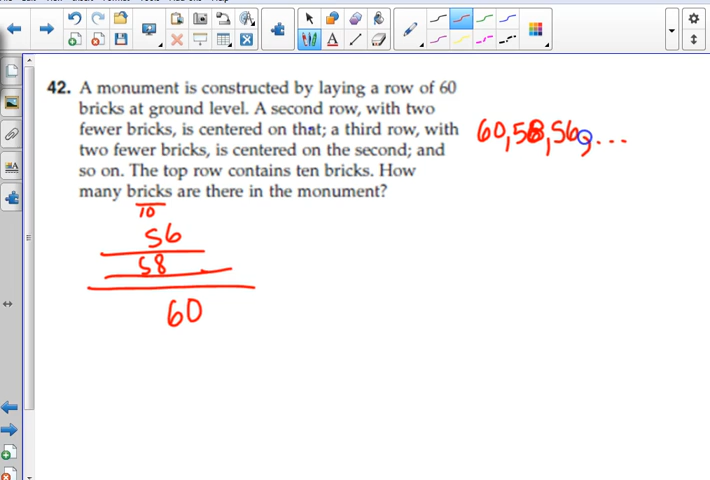 42. A monument is constructed by laying a row of 60
bricks at ground level. A second row, with two
fewer bricks, is centered on that; a third row, with
two fewer bricks, is centered on the second; and
so on. The top row contains ten bricks. How
many bricks are there in the monument?
60, 58, 56, ...
10
56
58
60